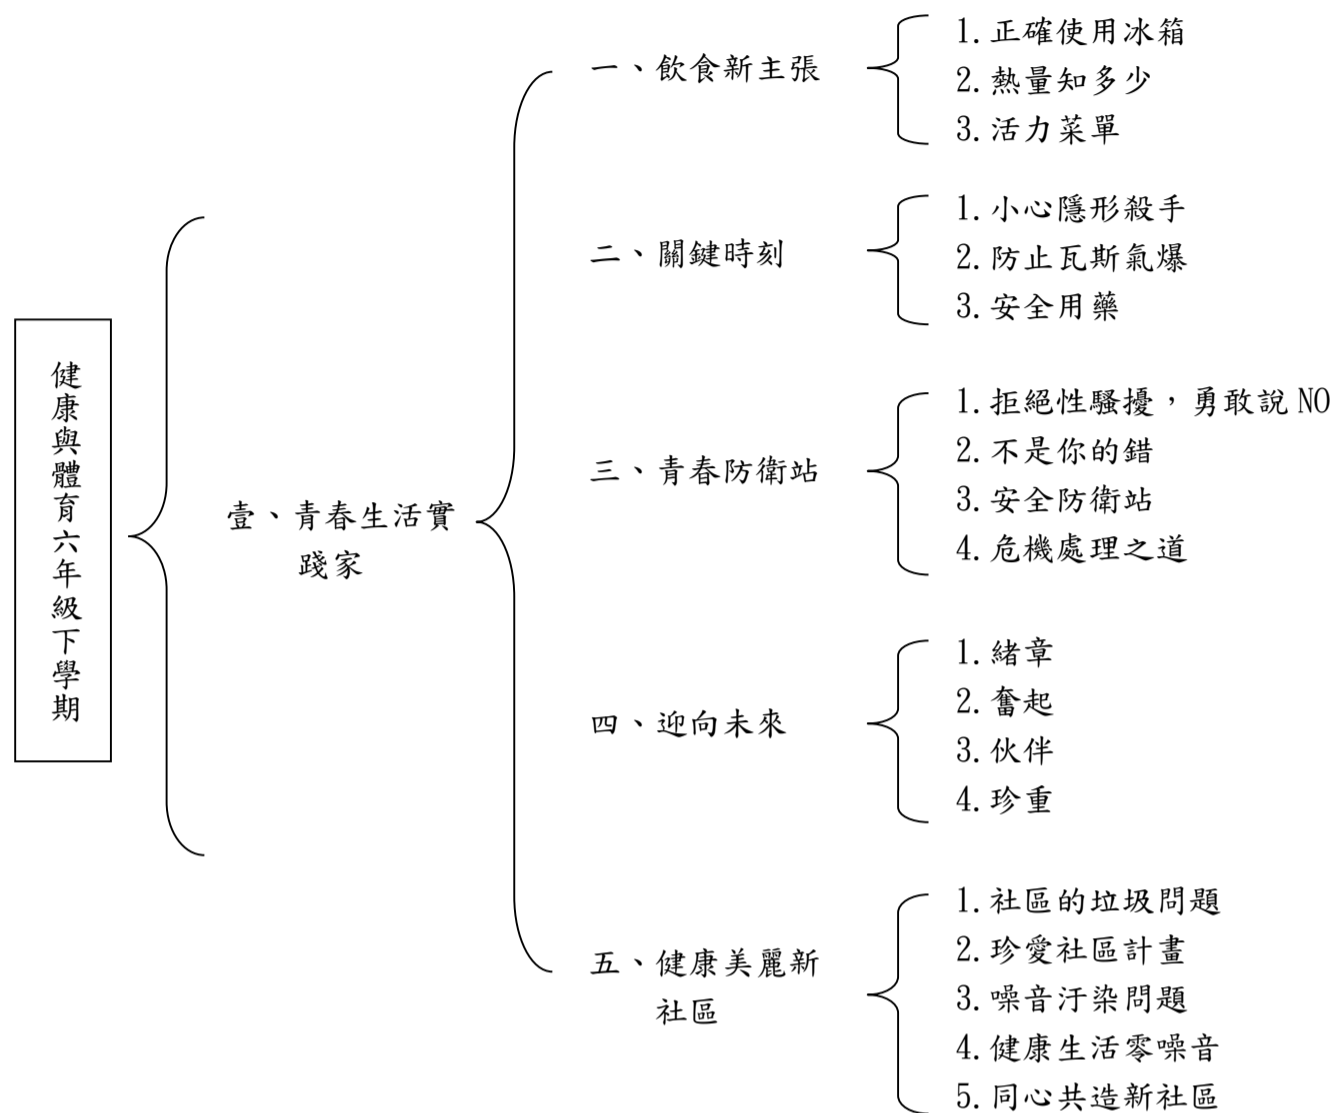 健康與體育六年級下學期
壹、青春生活實
踐家
一、飲食新主張
1.正確使用冰箱
2.熱量知多少
3.活力菜單
二、關鍵時刻
1.小心隱形殺手
2.防止瓦斯氣爆
3.安全用藥
三、青春防衛站
1.拒絕性騷擾，勇敢說 NO
2.不是你的錯
3.安全防衛站
4.危機處理之道
四、迎向未來
1.緒章
2.奮起
3.伙伴
4.珍重
五、健康美麗新
社區
1.社區的垃圾問題
2.珍愛社區計畫
3.噪音汙染問題
4.健康生活零噪音
5.同心共造新社區